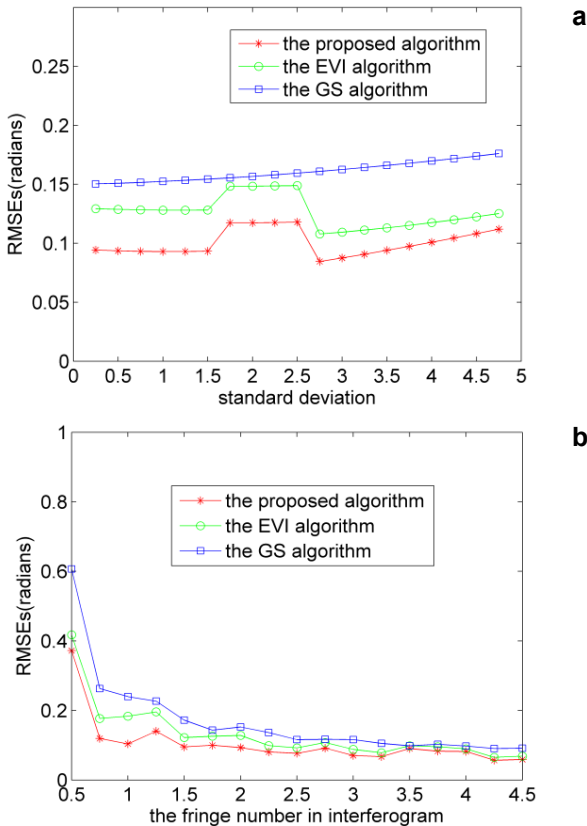 a
the proposed algorithm
the EVI algorithm
the GS algorithm
RMSEs(radians)
0.25
0.2
0.15
0.1
0.05
0
0 0.5 1 1.5 2 2.5 3 3.5 4 4.5 5
standard deviation
b
the proposed algorithm
the EVI algorithm
the GS algorithm
RMSEs(radians)
1
0.8
0.6
0.4
0.2
0
0.5 1 1.5 2 2.5 3 3.5 4 4.5
the fringe number in interferogram